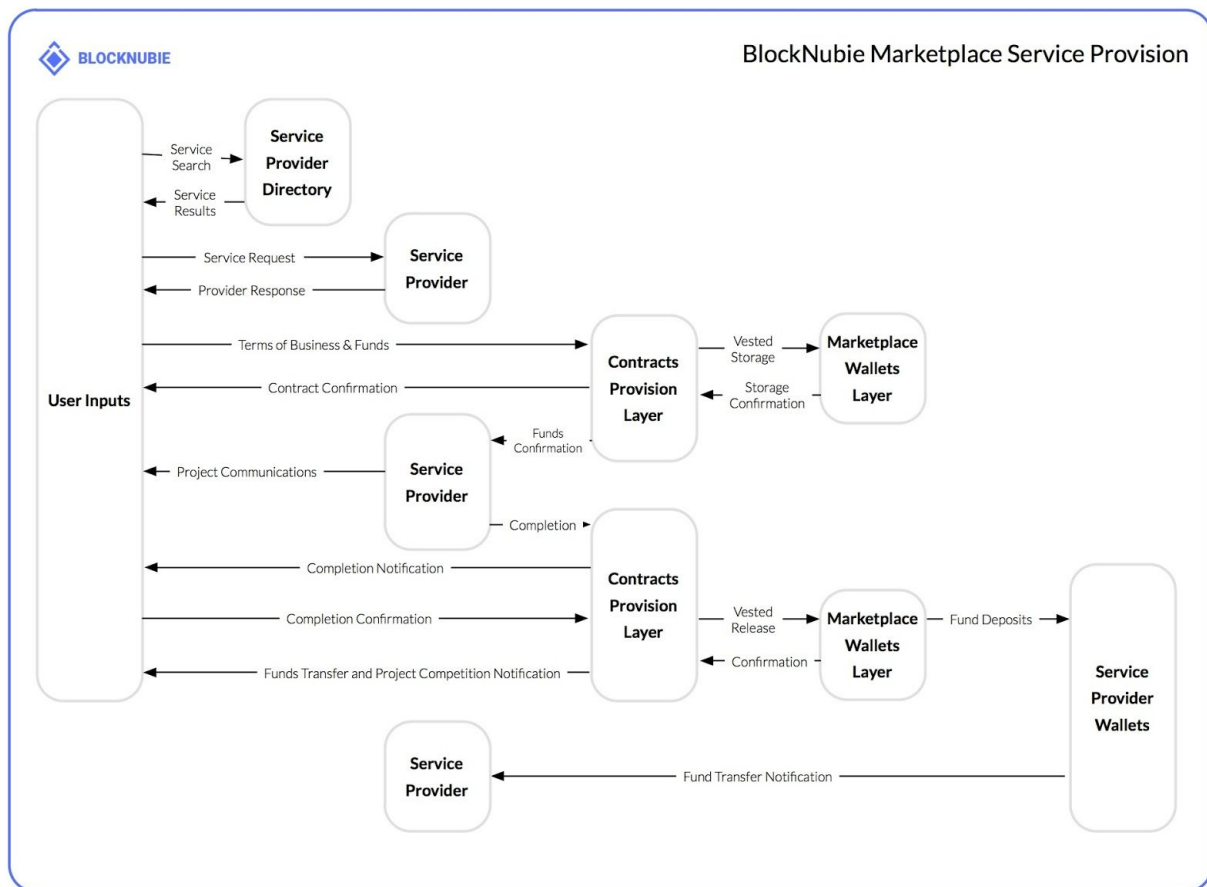 BLOCKNUBIE
BlockNubie Marketplace Service Provision
Service
Search
Service
Provider
Directory
Service
Results
Service Request
Service
Provider
Provider Response
Terms of Business & Funds
Contracts
Provision
Layer
Vested
Storage
Marketplace
Wallets
Layer
Contract Confirmation
Storage
Confirmation
User Inputs
Funds
Confirmation
Project Communications
Service
Provider
Completion
Completion Notification
Contracts
Provision
Layer
Completion Confirmation
Vested
Release
Marketplace
Wallets
Layer
Fund Deposits
Confirmation
Funds Transfer and Project Competition Notification
Service
Provider
Wallets
Service
Provider
Fund Transfer Notification